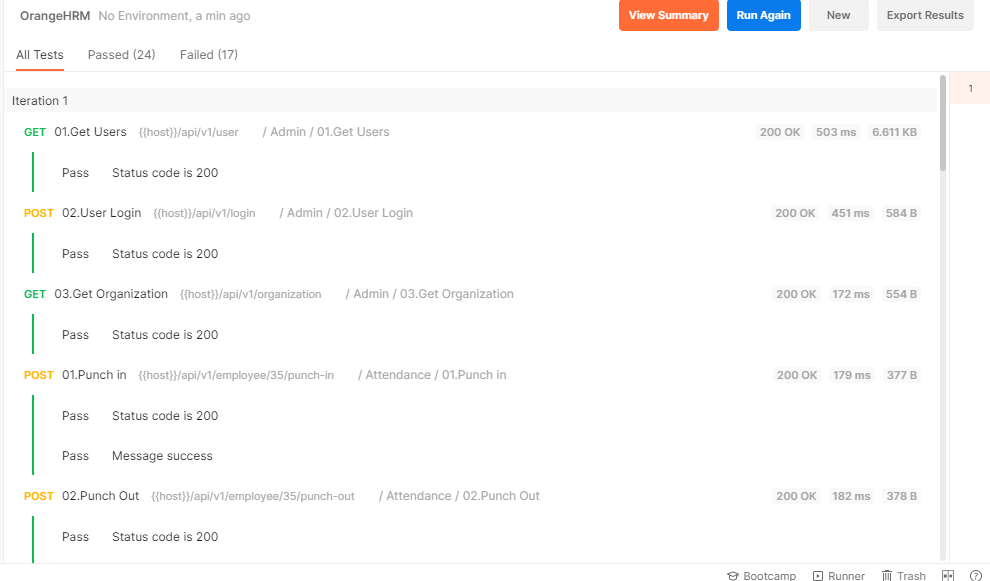 OrangeHRM No Environment, a min ago View Summary Run Again New Export Results
All Tests Passed (24) Failed (17)
1
Iteration 1
GET 01.Get Users {{host}}/api/v1/user / Admin / 01.Get Users 200 OK 503 ms 6.611 KB
Pass Status code is 200
POST 02.User Login {{host}}/api/v1/login / Admin / 02.User Login 200 OK 451 ms 584 B
Pass Status code is 200
GET 03.Get Organization {{host}}/api/v1/organization / Admin / 03.Get Organization 200 OK 172 ms 554 B
Pass Status code is 200
POST 01.Punch in {{host}}/api/v1/employee/35/punch-in / Attendance / 01.Punch in 200 OK 179 ms 377 B
Pass Status code is 200
Pass Message success
POST 02.Punch Out {{host}}/api/v1/employee/35/punch-out / Attendance / 02.Punch Out 200 OK 182 ms 378 B
Pass Status code is 200
Bootcamp Runner Trash ?